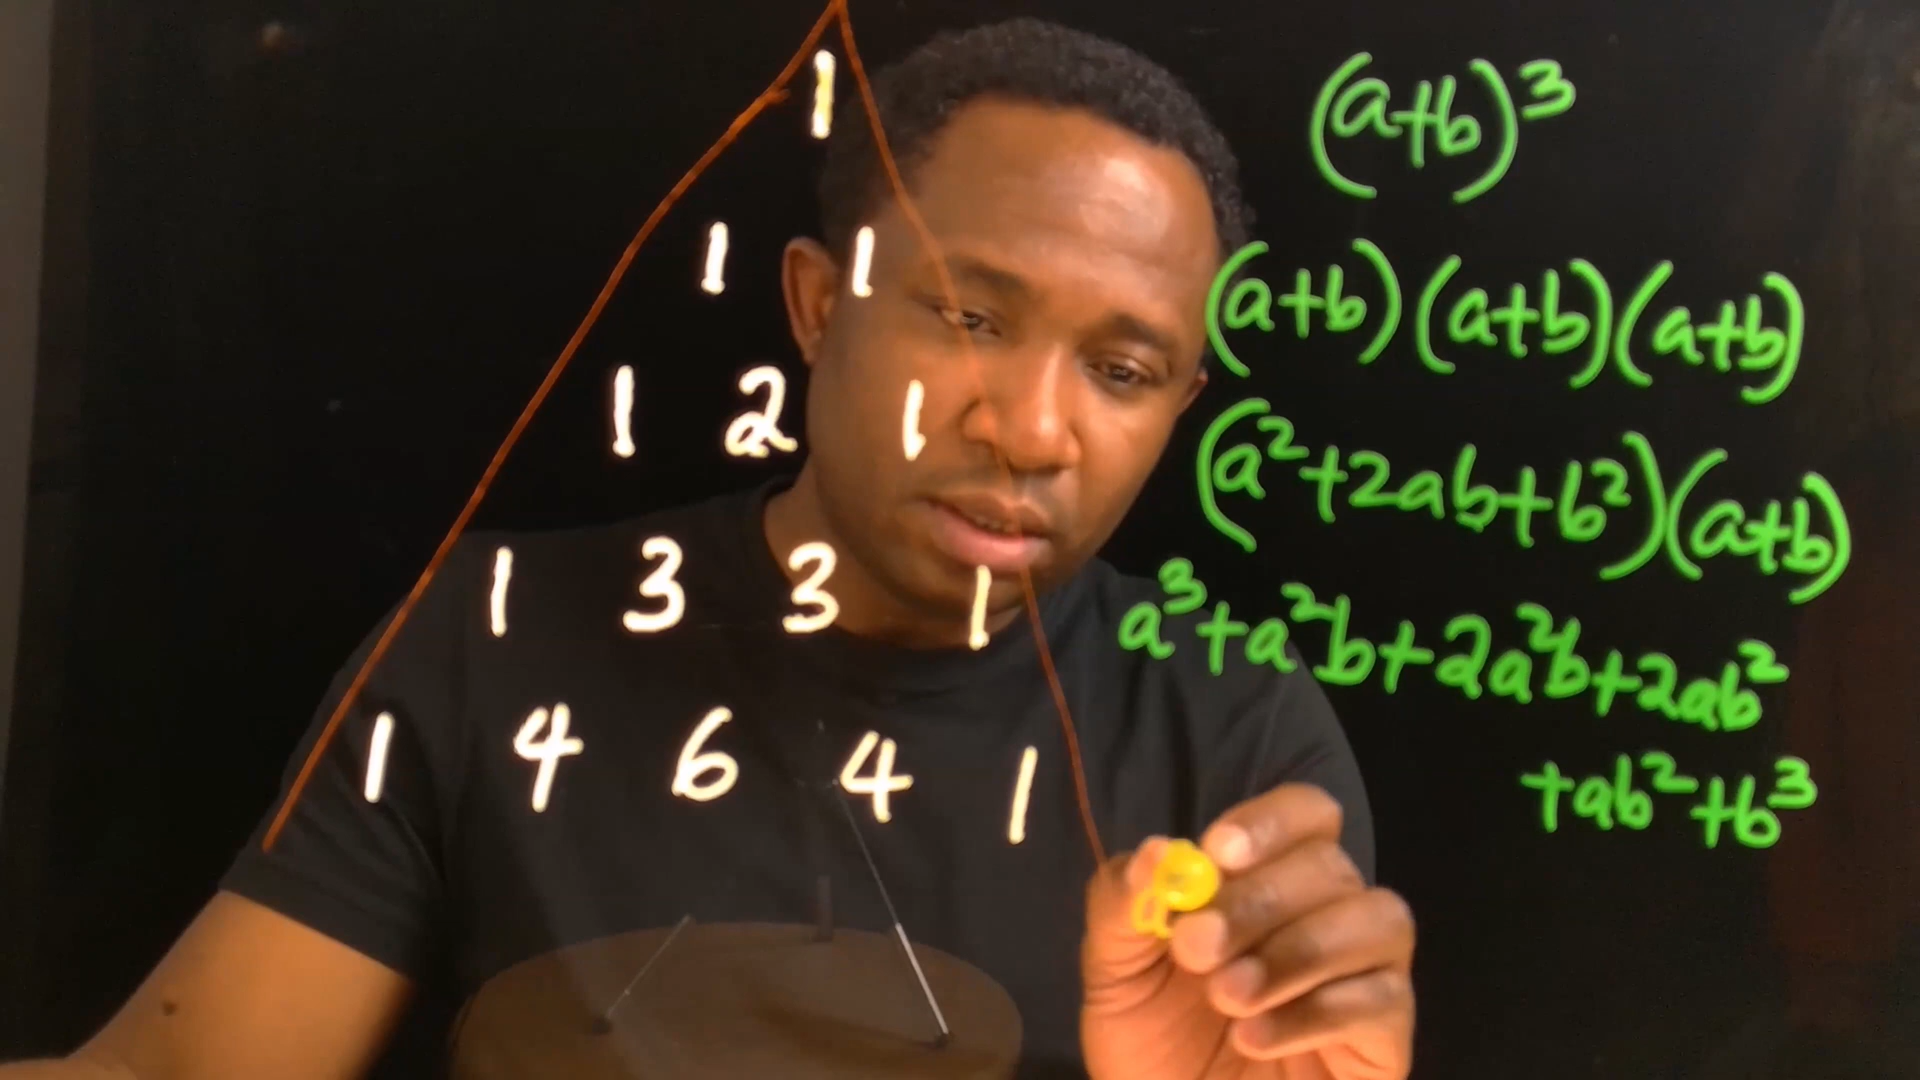 1
1 1
1 2 1
1 3 3 1
1 4 6 4 1
(a+b)³
(a+b)(a+b)(a+b)
(a²+2ab+b²)(a+b)
a³+a²b+2a²b+2ab²
+ab²+b³
a